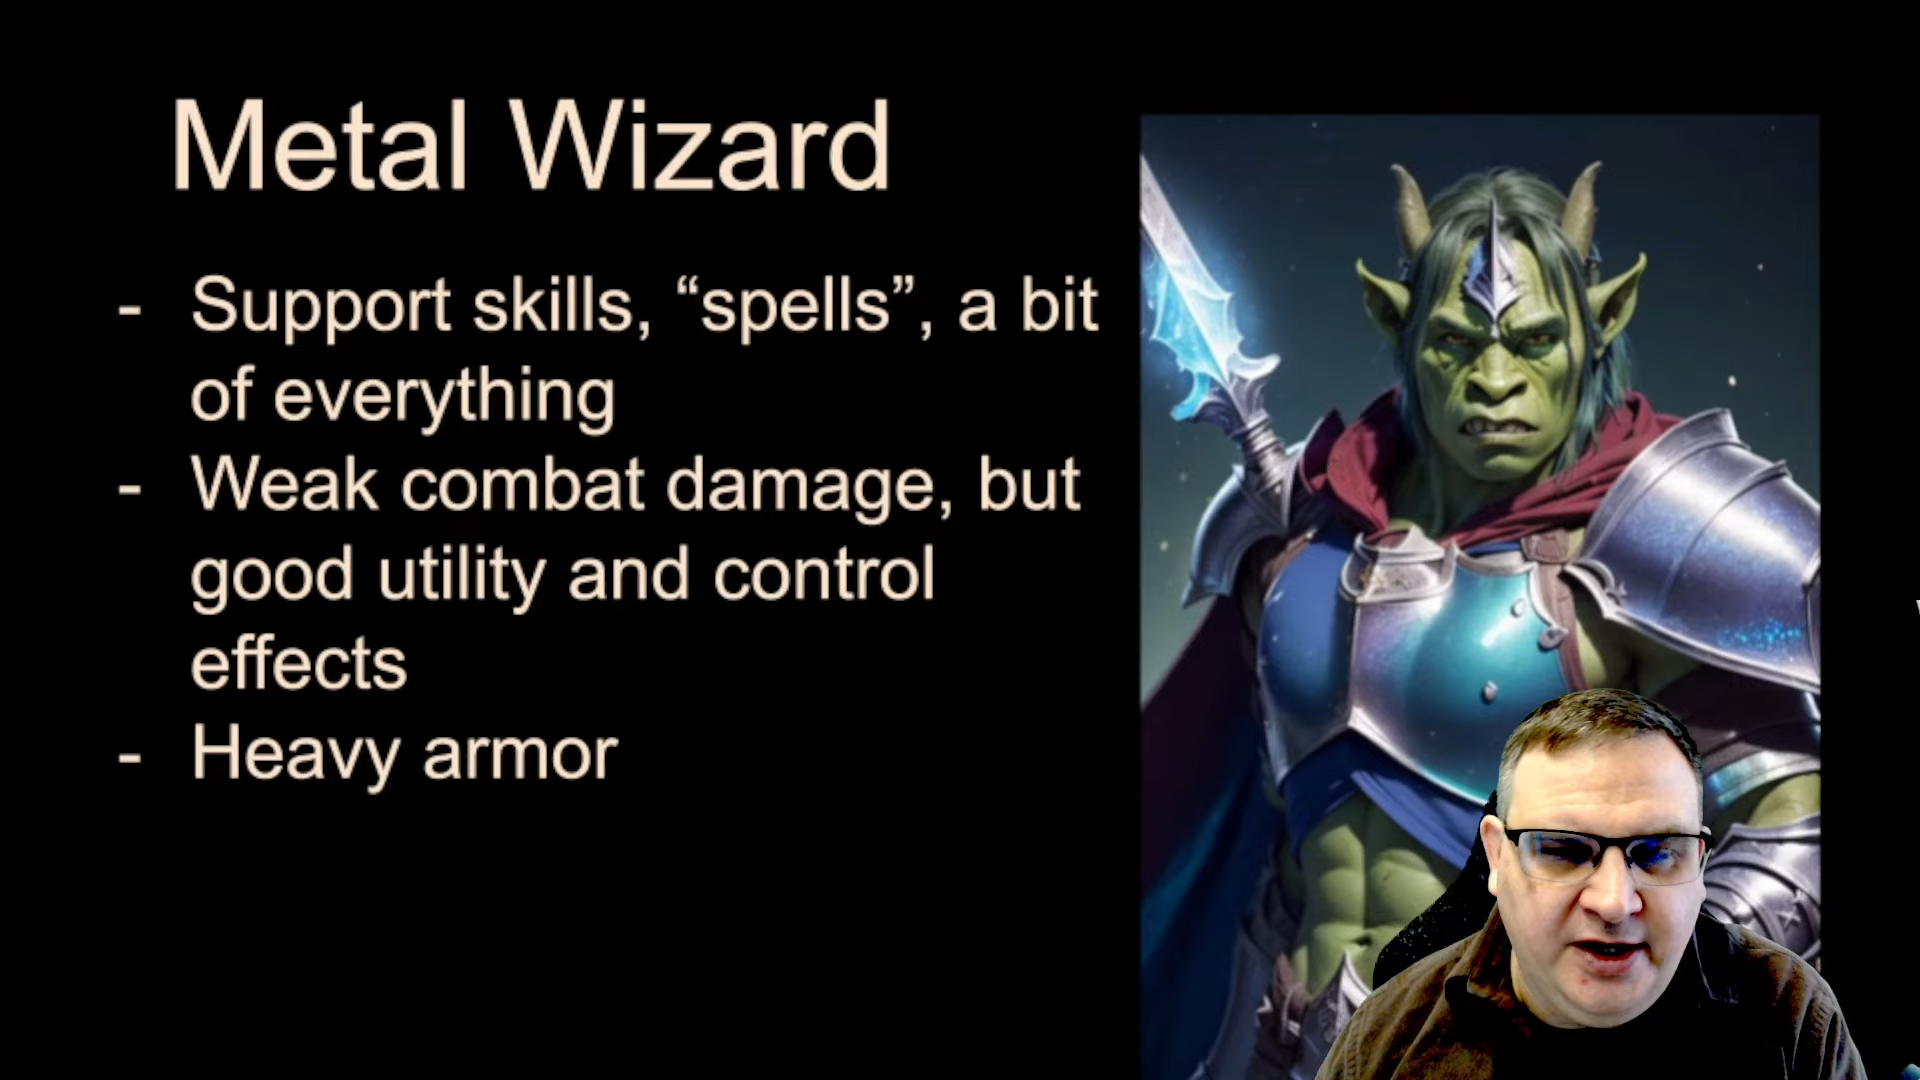 Metal Wizard
- Support skills, “spells”, a bit
of everything
- Weak combat damage, but
good utility and control
effects
- Heavy armor